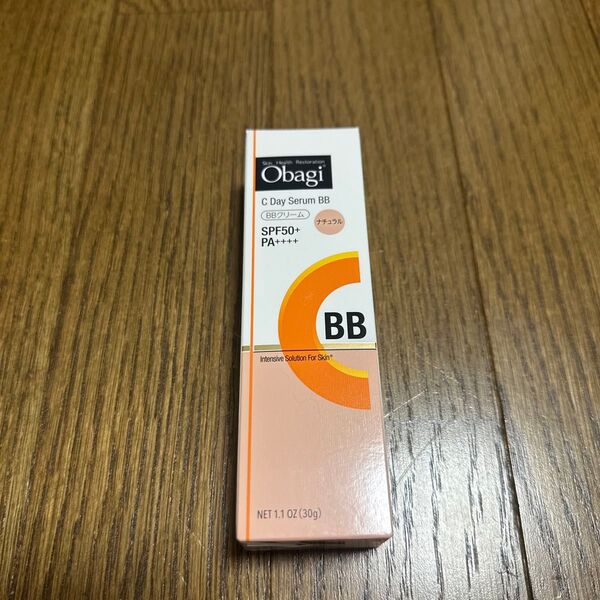 Skin Health Restoration
Obagi®
C Day Serum BB
BBクリーム
ナチュラル
SPF50+
PA++++
BB
Intensive Solution For Skin®
NET 1.1 OZ (30g)